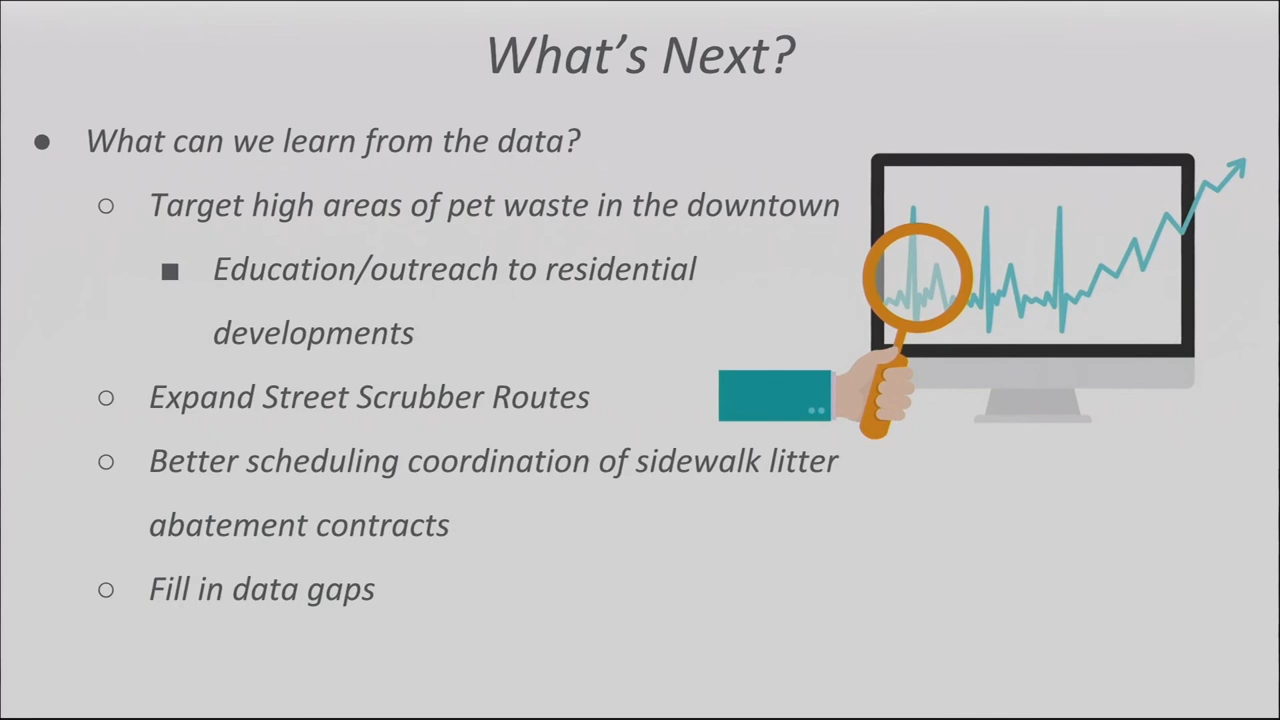 What's Next?
● What can we learn from the data?
○ Target high areas of pet waste in the downtown
■ Education/outreach to residential
developments
○ Expand Street Scrubber Routes
○ Better scheduling coordination of sidewalk litter
abatement contracts
○ Fill in data gaps